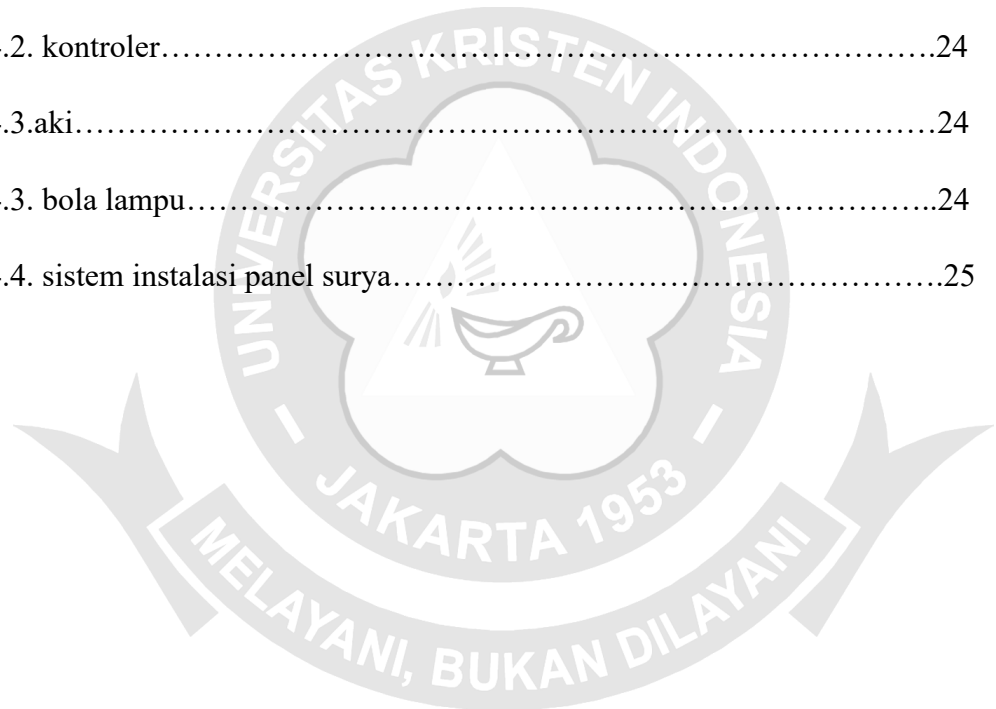 .2. kontroler……………………………………………………………………….24
.3.aki……………………………………………………………………………24
.3. bola lampu…………………………………………………………………..24
.4. sistem instalasi panel surya……………………………………………….25
UNIVERSITAS KRISTEN INDONESIA
JAKARTA 1953
MELAYANI, BUKAN DILAYANI